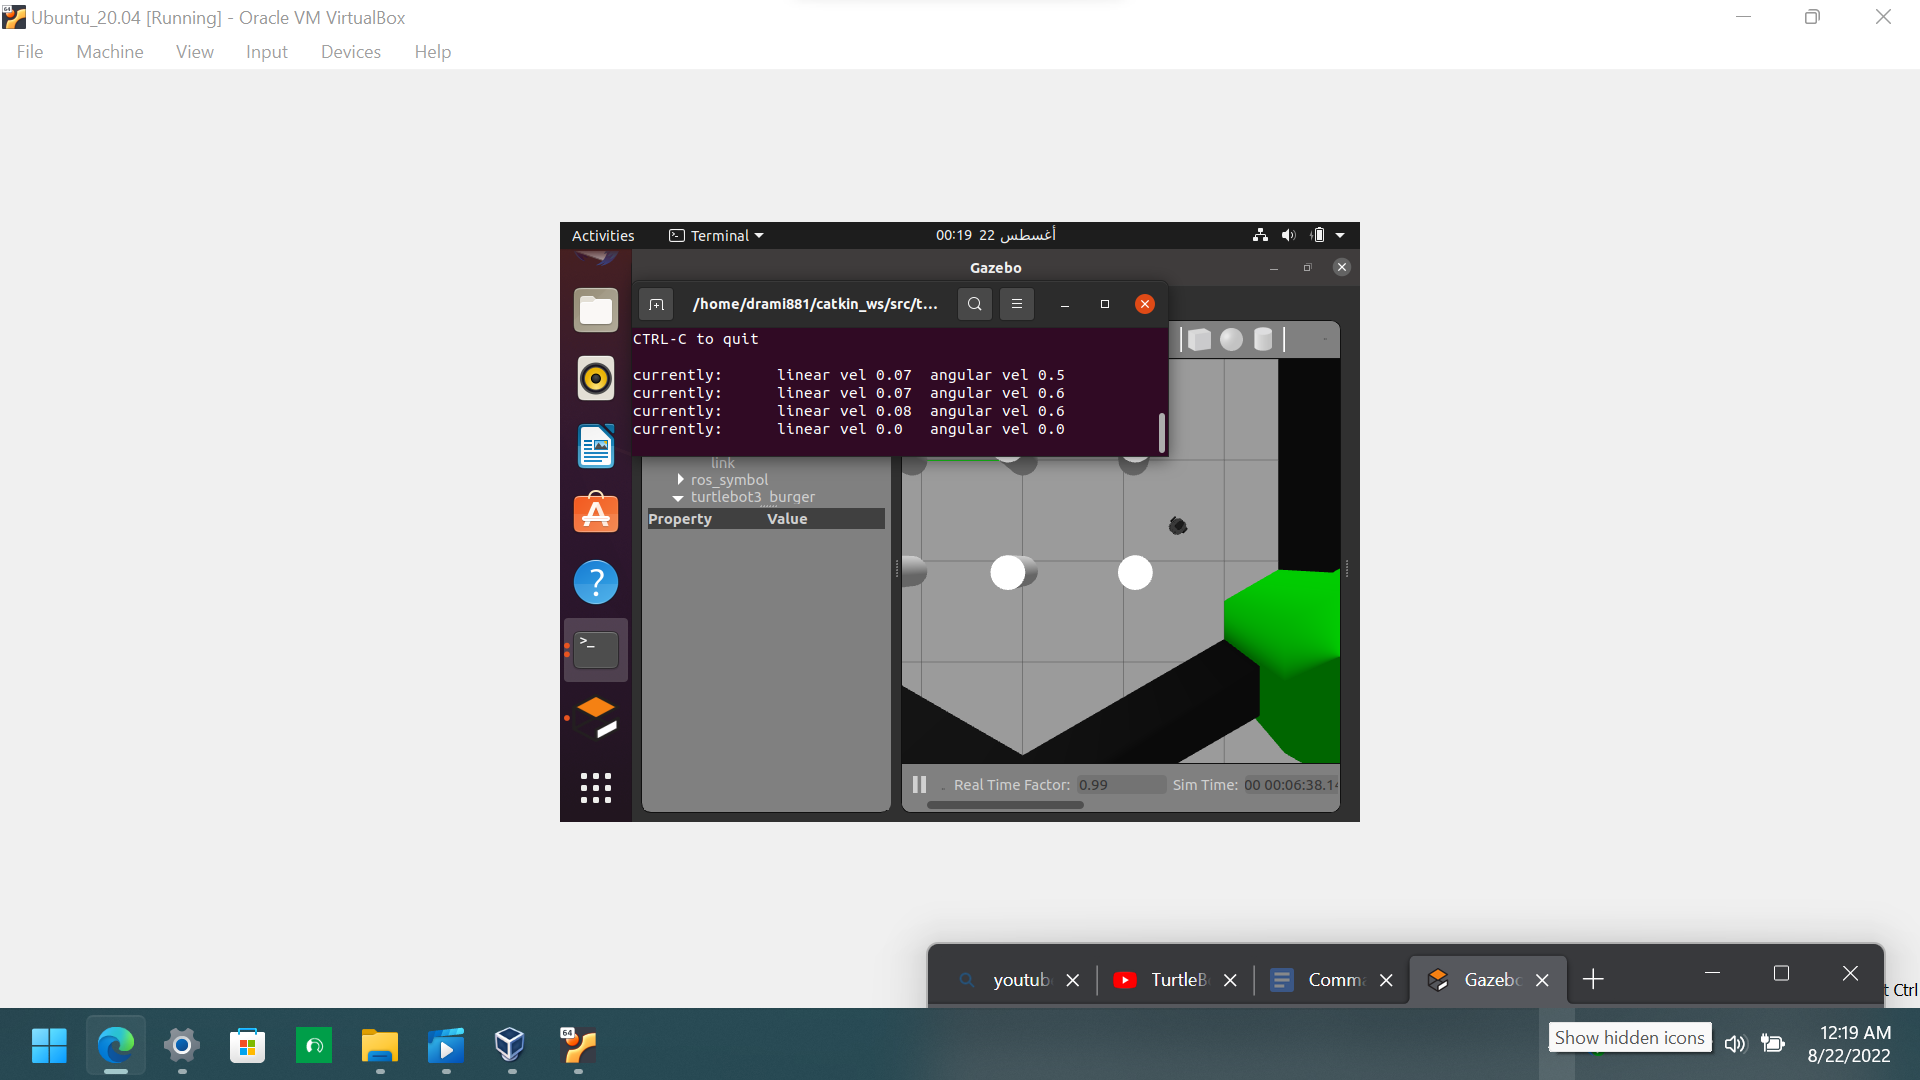 Ubuntu_20.04 [Running] - Oracle VM VirtualBox
File Machine View Input Devices Help
Activities Terminal 00:19 22 أغسطس
Gazebo
/home/drami881/catkin_ws/src/t...
CTRL-C to quit
currently: linear vel 0.07 angular vel 0.5
currently: linear vel 0.07 angular vel 0.6
currently: linear vel 0.08 angular vel 0.6
currently: linear vel 0.0 angular vel 0.0
link
ros_symbol
turtlebot3_burger
Property Value
Real Time Factor: 0.99 Sim Time: 00 00:06:38.14
youtub TurtleB Comma Gazebo
t Ctrl
64
Show hidden icons
12:19 AM
8/22/2022